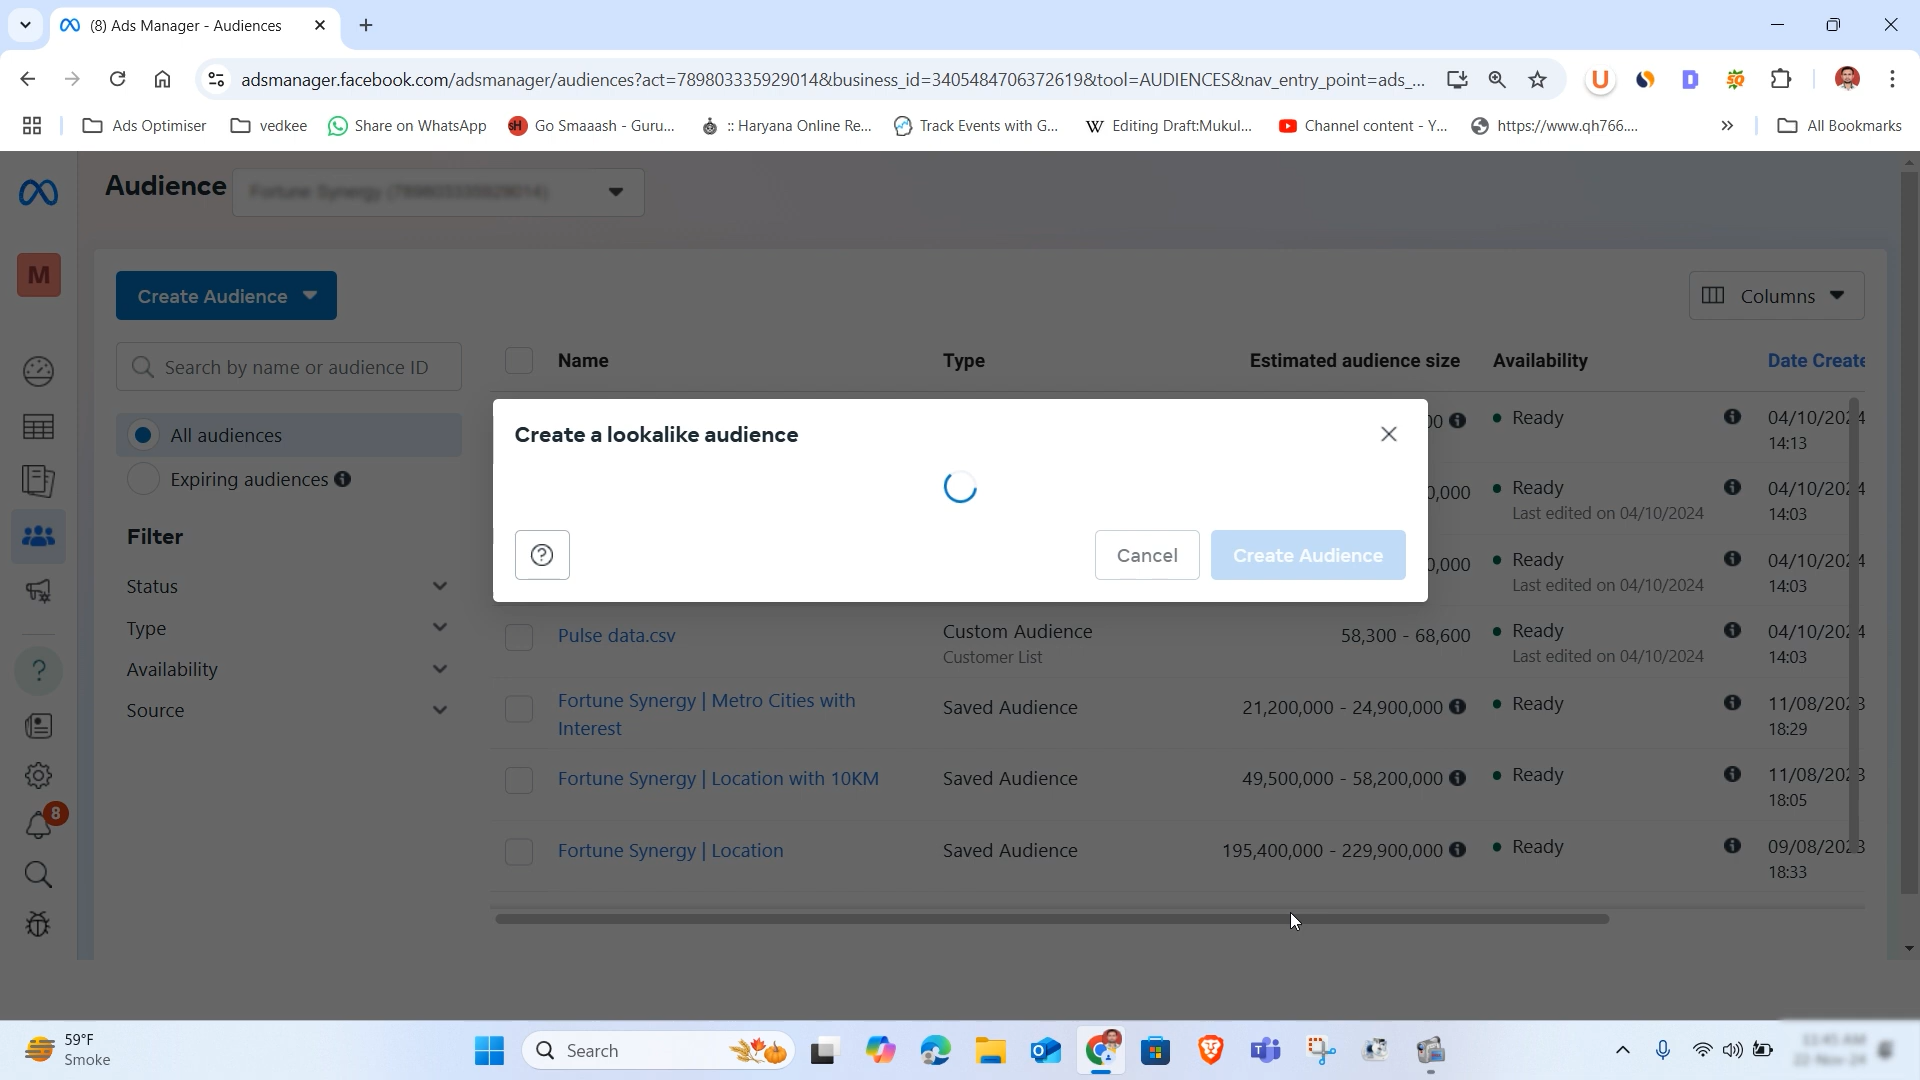 (8) Ads Manager - Audiences
adsmanager.facebook.com/adsmanager/audiences?act=789803335929014&business_id=3405484706372619&tool=AUDIENCES&nav_entry_point=ads_...
Ads Optimiser
vedkee
Share on WhatsApp
Go Smaaash - Guru...
:: Haryana Online Re...
Track Events with G...
Editing Draft:Mukul...
Channel content - Y...
https://www.qh766....
All Bookmarks
Audience
Fortune Synergy (789803335929014)
M
Create Audience
Columns
Search by name or audience ID
Name
Type
Estimated audience size
Availability
Date Create
All audiences
Expiring audiences
Filter
Status
Type
Availability
Source
Create a lookalike audience
Cancel
Create Audience
00
Ready
04/10/2024
14:13
0,000
Ready
Last edited on 04/10/2024
04/10/2024
14:03
0,000
Ready
Last edited on 04/10/2024
04/10/2024
14:03
Pulse data.csv
Custom Audience
Customer List
58,300 - 68,600
Ready
Last edited on 04/10/2024
04/10/2024
14:03
Fortune Synergy | Metro Cities with
Interest
Saved Audience
21,200,000 - 24,900,000
Ready
11/08/2023
18:29
Fortune Synergy | Location with 10KM
Saved Audience
49,500,000 - 58,200,000
Ready
11/08/2023
18:05
Fortune Synergy | Location
Saved Audience
195,400,000 - 229,900,000
Ready
09/08/2023
18:33
8
59°F
Smoke
Search